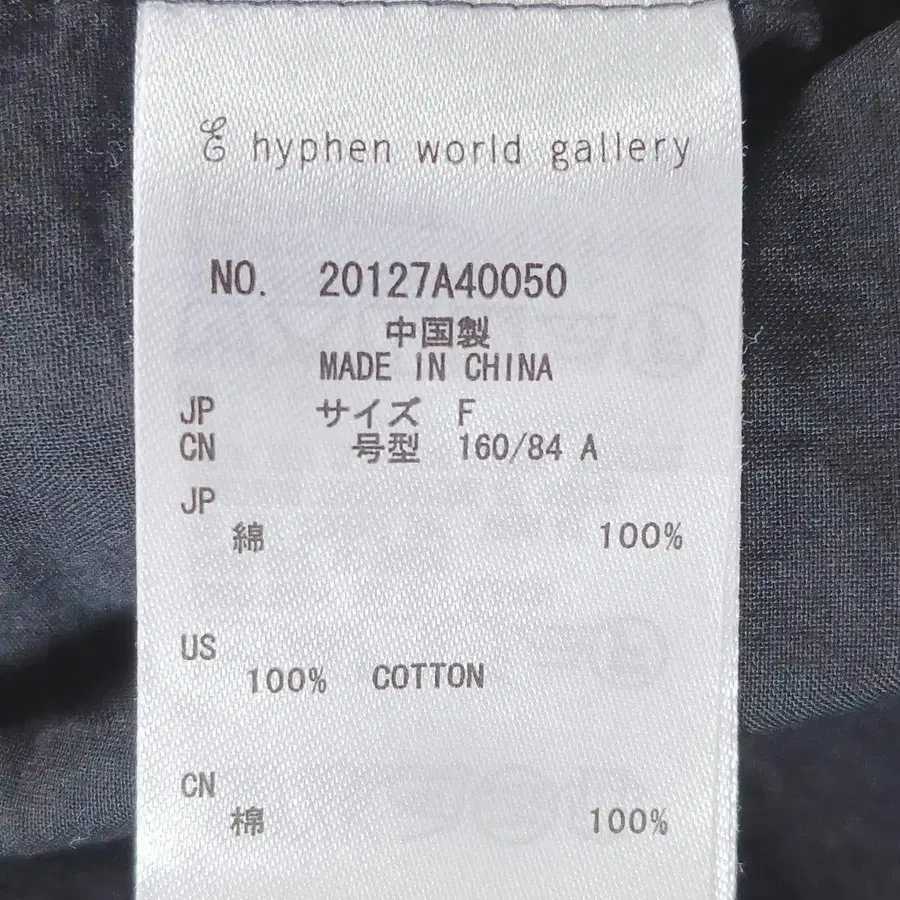 E hyphen world gallery
NO. 20127A40050
中国製
MADE IN CHINA
JP サイズ F
CN 号型 160/84 A
JP
綿 100%
US
100% COTTON
CN
棉 100%